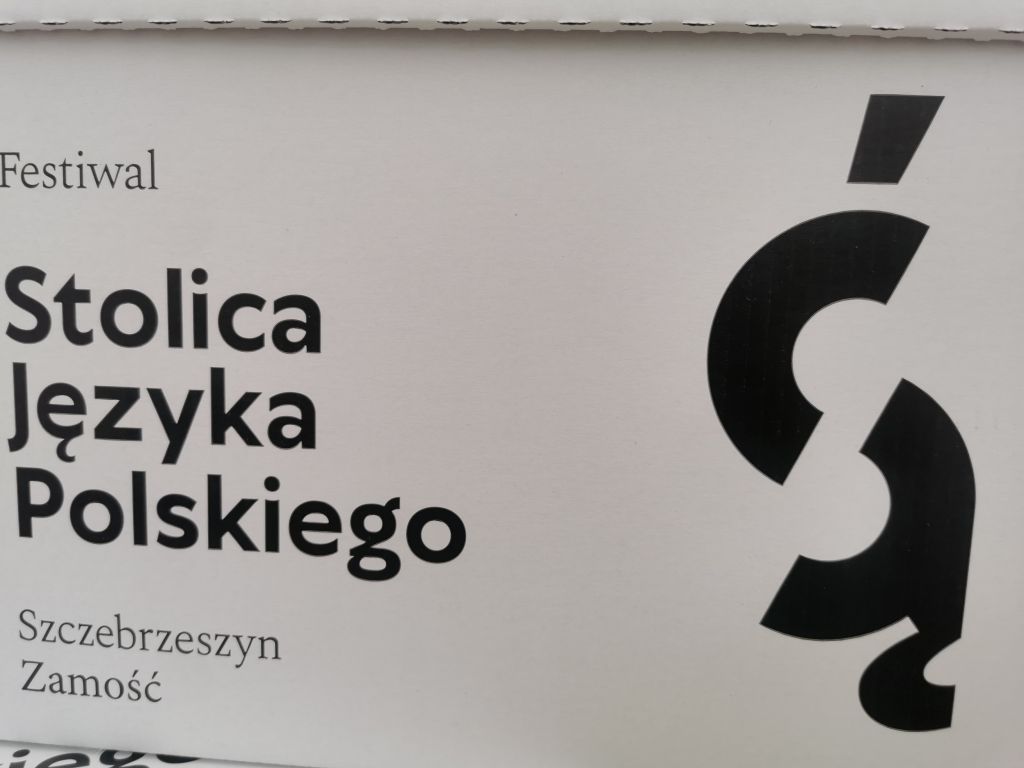 Festiwal
Stolica
Języka
Polskiego
Szczebrzeszyn
Zamość